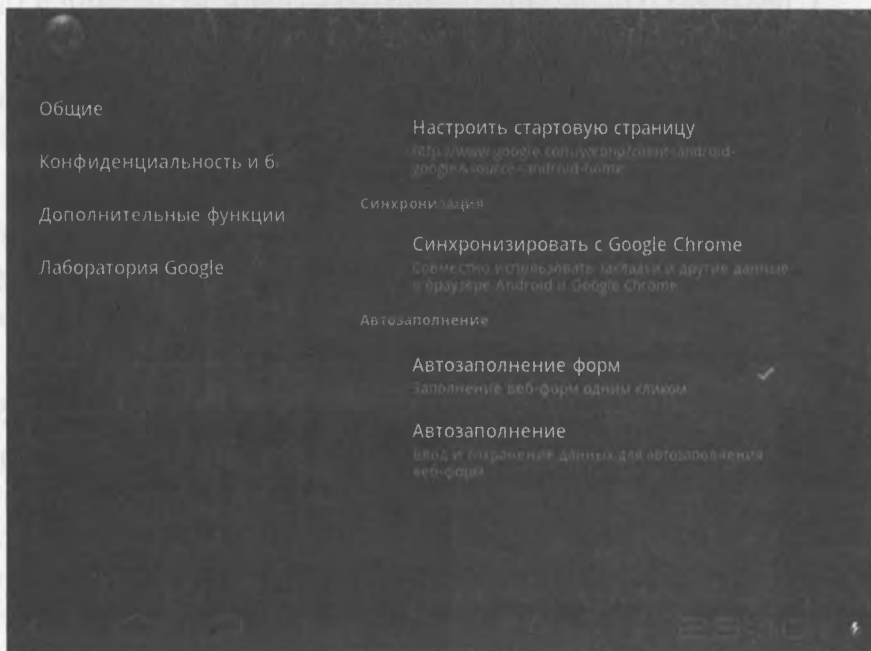 Общие
Конфиденциальность и б
Дополнительные функции
Лаборатория Google
Настроить стартовую страницу
Синхронизация
Синхронизировать с Google Chrome
Совместно использовать закладки и другие данные
в браузере Android и Google Chrome
Автозаполнение
Автозаполнение форм
Заполнение веб-форм одним кликом
Автозаполнение
Ввод и сохранение данных для автозаполнения
веб-форм